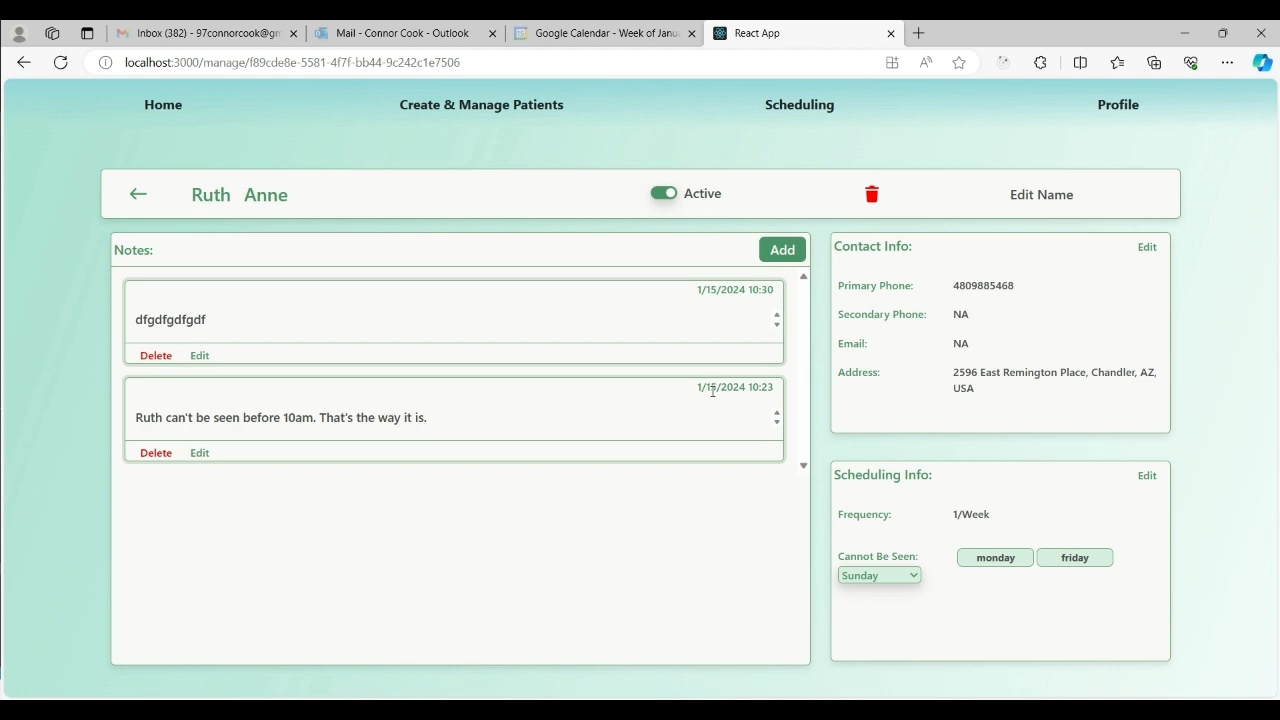 Inbox (382) - 97connorcook@gm
Mail - Connor Cook - Outlook
Google Calendar - Week of Janu
React App
localhost:3000/manage/f89cde8e-5581-4f7f-bb44-9c242c1e7506
Home
Create & Manage Patients
Scheduling
Profile
Ruth Anne
Active
Edit Name
Notes:
Add
1/15/2024 10:30
dfgdfgdfgdf
Delete
Edit
1/15/2024 10:23
Ruth can't be seen before 10am. That's the way it is.
Delete
Edit
Contact Info:
Edit
Primary Phone:
4809885468
Secondary Phone:
NA
Email:
NA
Address:
2596 East Remington Place, Chandler, AZ,
USA
Scheduling Info:
Edit
Frequency:
1/Week
Cannot Be Seen:
monday
friday
Sunday